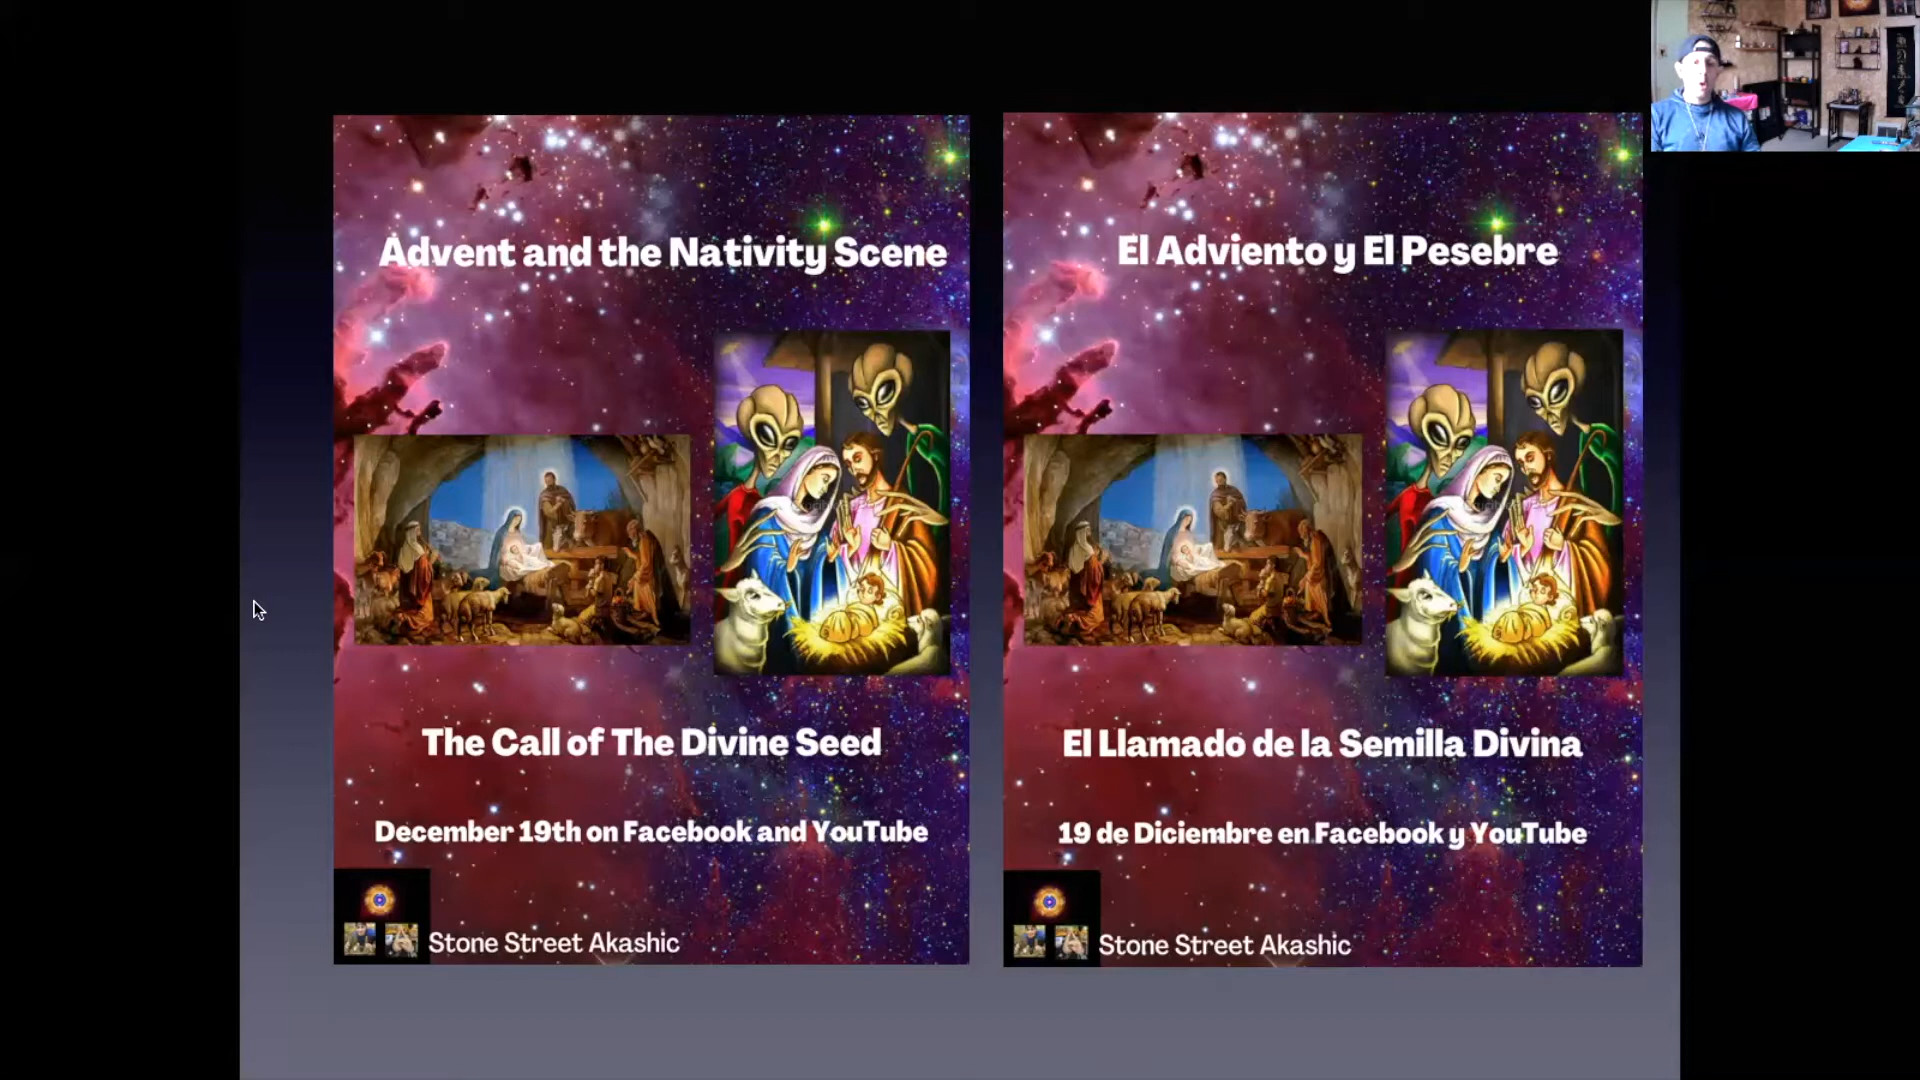 Advent and the Nativity Scene
The Call of The Divine Seed
December 19th on Facebook and YouTube
Stone Street Akashic
El Adviento y El Pesebre
El Llamado de la Semilla Divina
19 de Diciembre en Facebook y YouTube
Stone Street Akashic